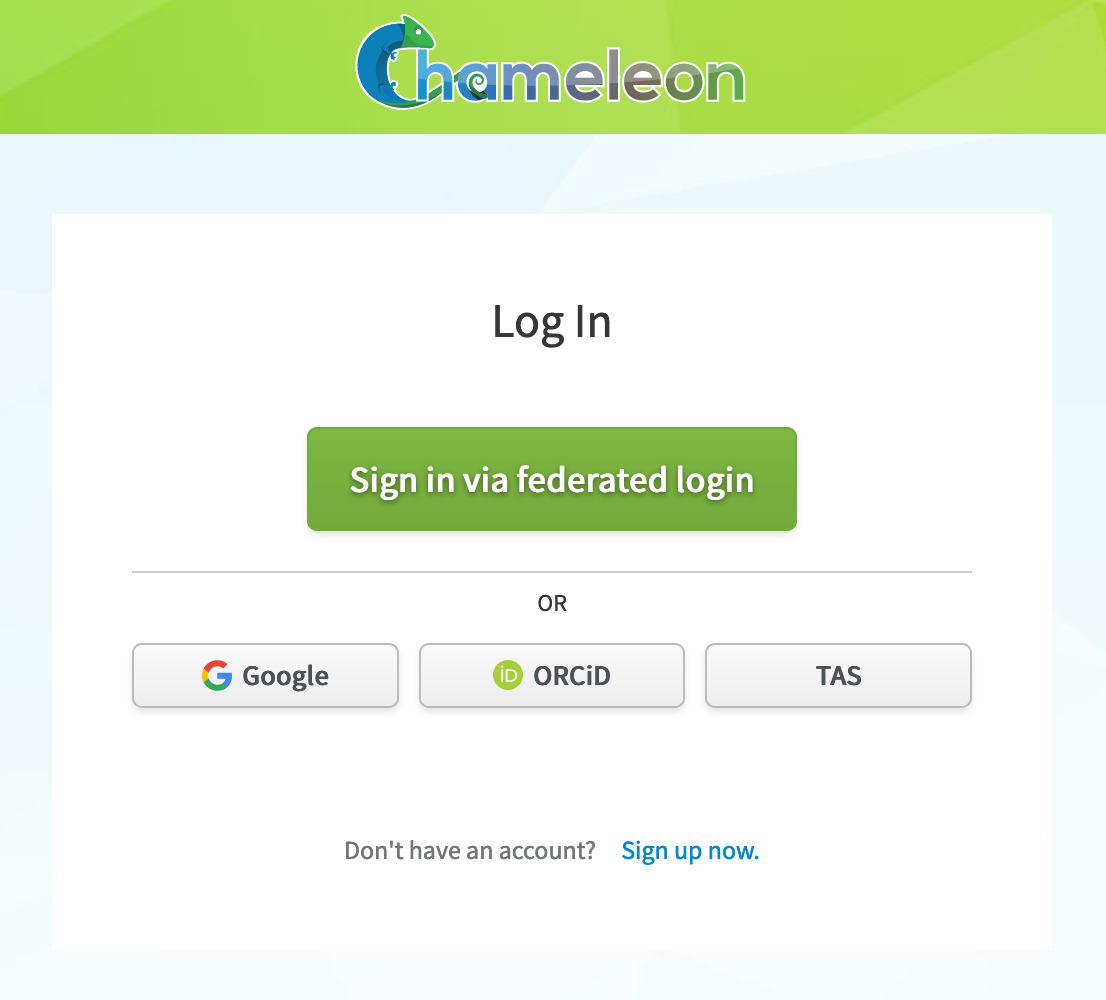 Chameleon
Log In
Sign in via federated login
OR
Google
iD ORCiD
TAS
Don't have an account? Sign up now.